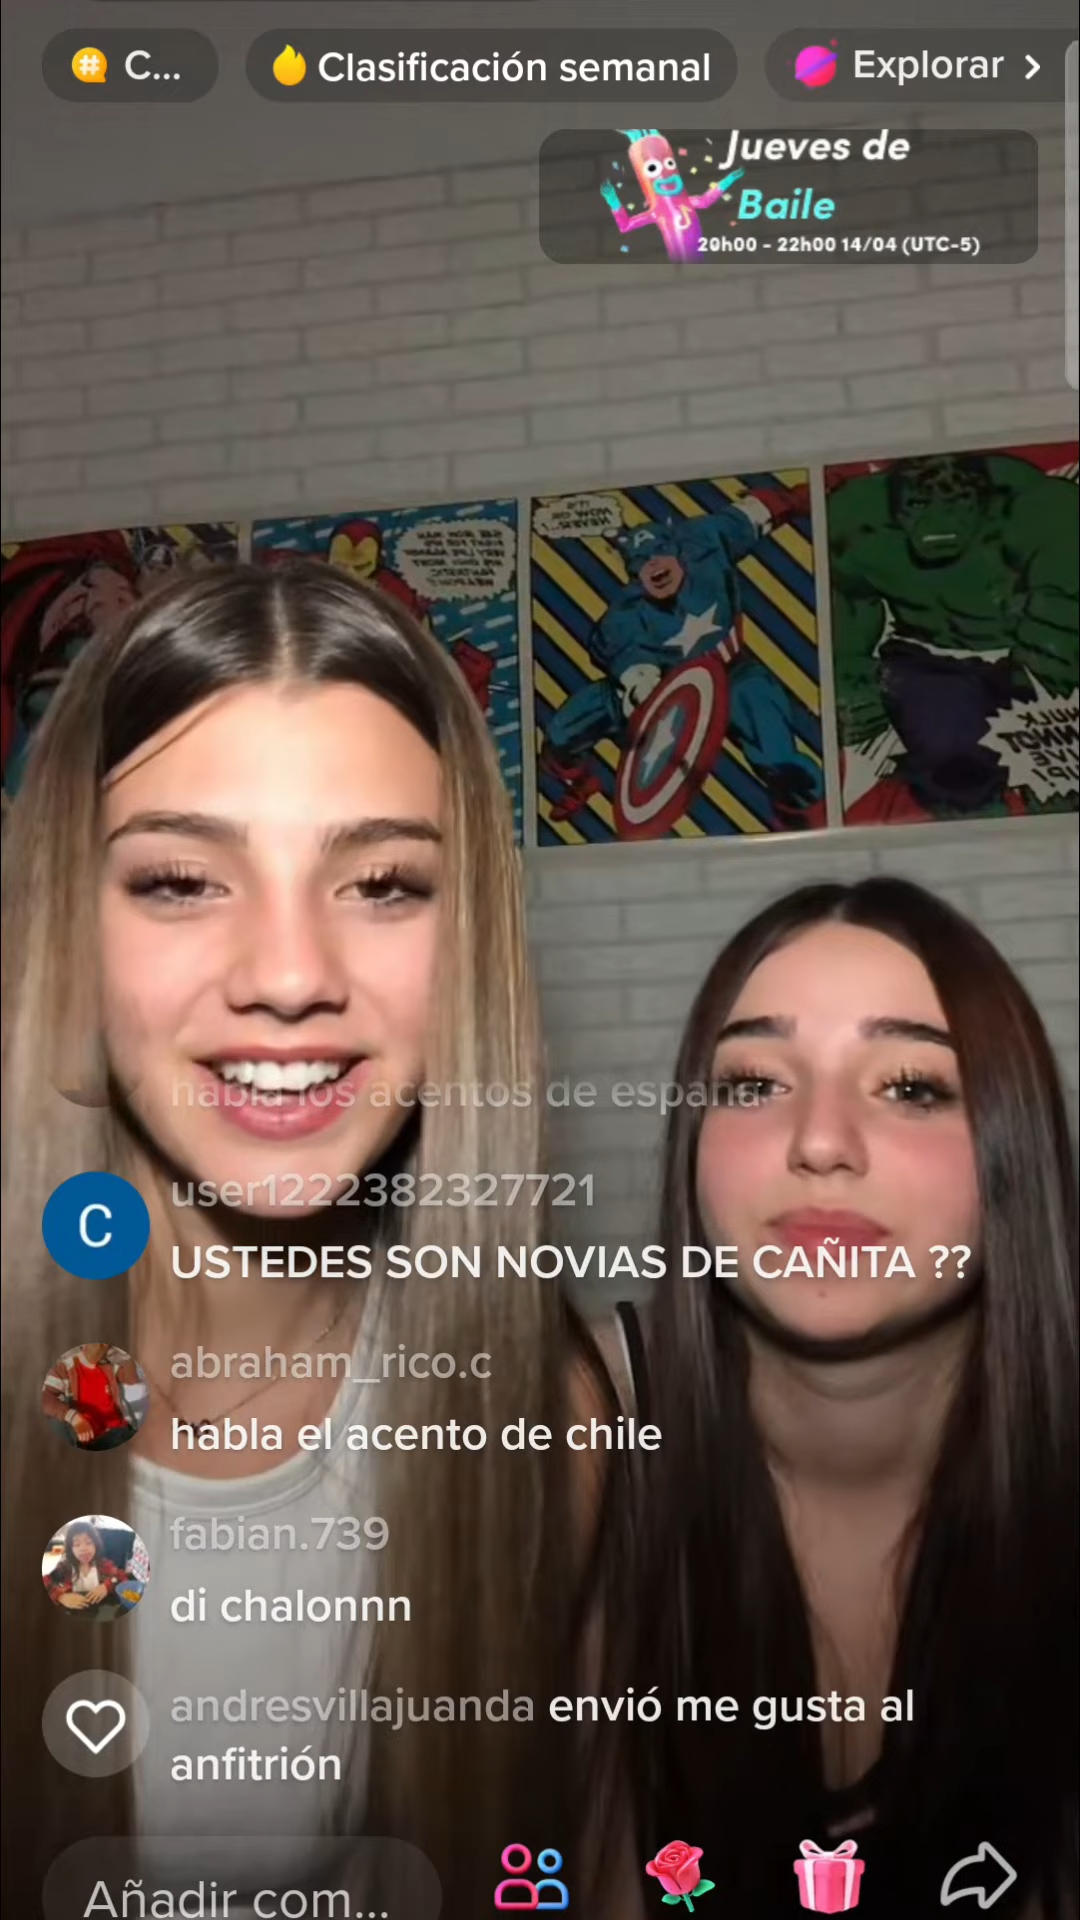 C...
Clasificación semanal
Explorar
Jueves de
Baile
20h00 - 22h00 14/04 (UTC-5)
habla los acentos de españa
user1222382327721
USTEDES SON NOVIAS DE CAÑITA ??
abraham_rico.c
habla el acento de chile
fabian.739
di chalonnn
andresvillajuanda envió me gusta al
anfitrión
Añadir com...
C